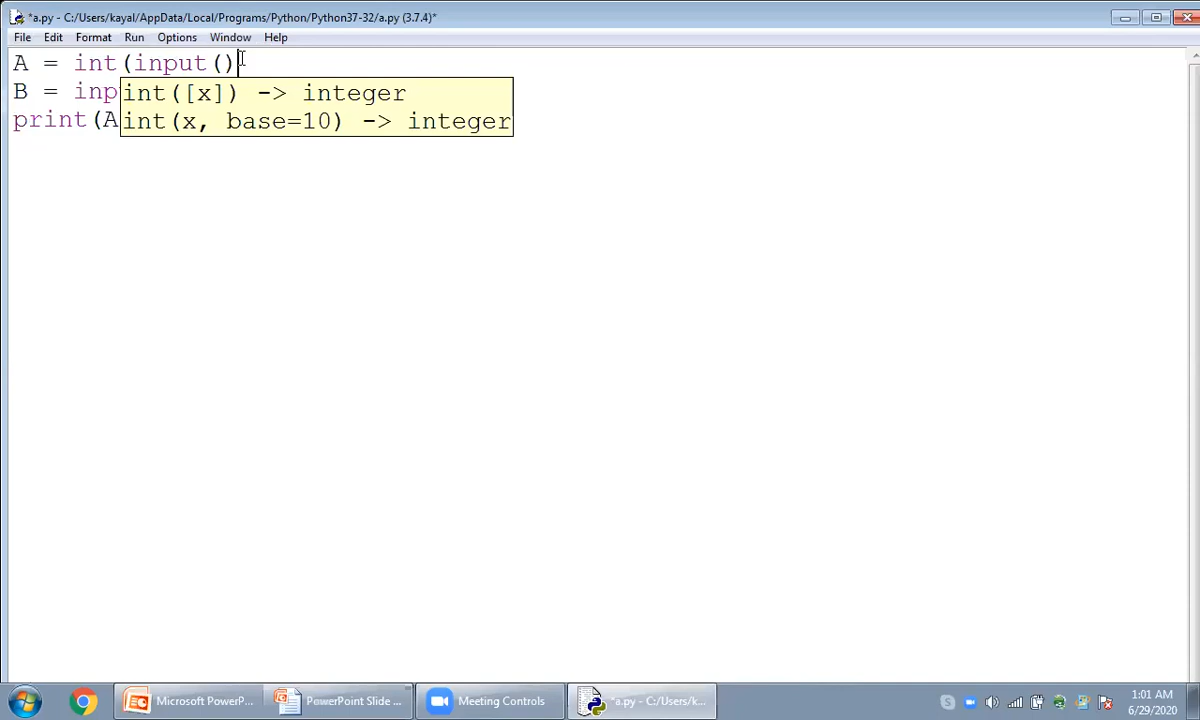 *a.py - C:/Users/kayal/AppData/Local/Programs/Python/Python37-32/a.py (3.7.4)*
File Edit Format Run Options Window Help
A = int(input()
B = inp
int([x]) -> integer
print(A
int(x, base=10) -> integer
Microsoft PowerP... PowerPoint Slide ... Meeting Controls *a.py - C:/Users/k... 1:01 AM
6/29/2020